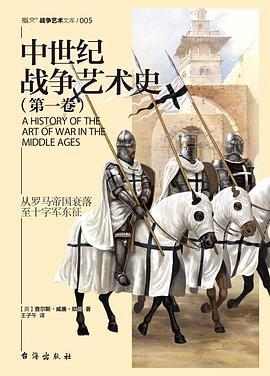 指文 战争艺术文库 / 005
中世纪
战争艺术史
（第一卷）
A HISTORY OF THE
ART OF WAR IN THE
MIDDLE AGES
从罗马帝国衰落
至十字军东征
【英】查尔斯·威廉·欧曼 著
王子午 译
台海出版社